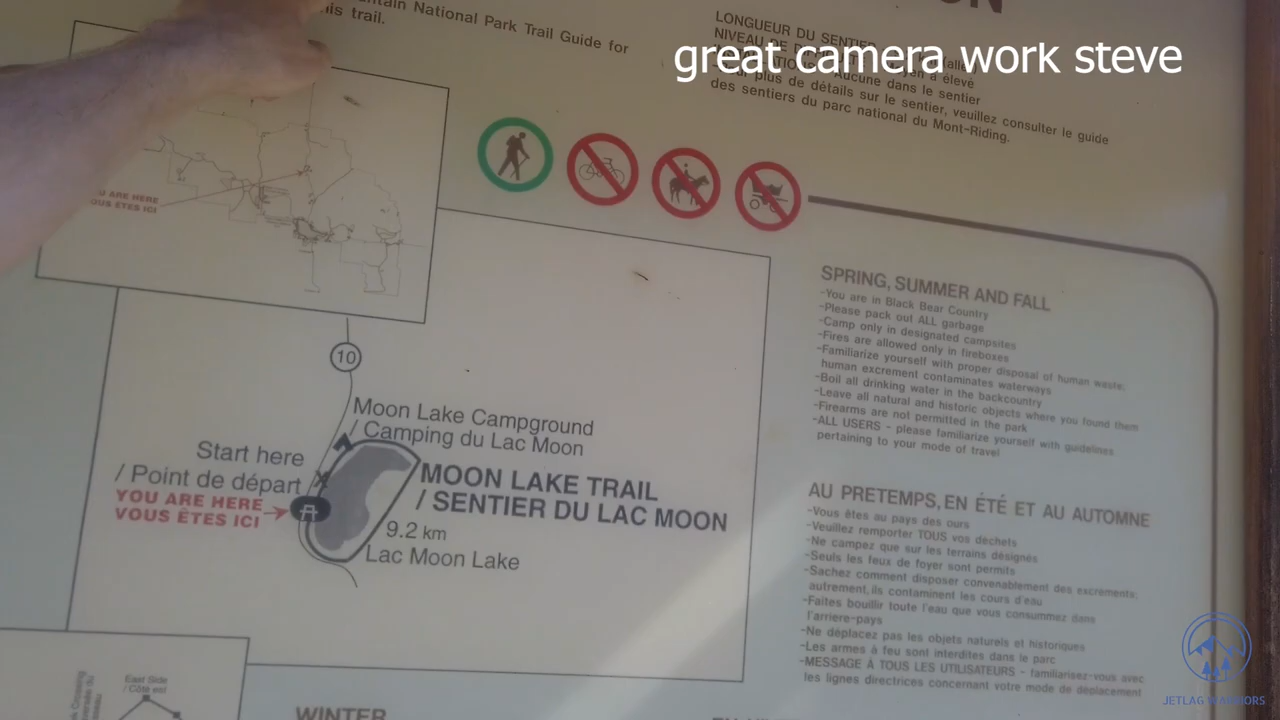 ntain National Park Trail Guide for
his trail.
ON
LONGUEUR DU SENTIER
NIVEAU DE
Aucune dans le sentier
plus de détails sur le sentier, veuillez consulter le guide
des sentiers du parc national du Mont-Riding.
great camera work steve
U ARE HERE
OUS ÊTES ICI
10
Moon Lake Campground
/ Camping du Lac Moon
Start here
/ Point de départ
YOU ARE HERE
VOUS ÊTES ICI
MOON LAKE TRAIL
/ SENTIER DU LAC MOON
9.2 km
Lac Moon Lake
SPRING, SUMMER AND FALL
-You are in Black Bear Country
-Please pack out ALL garbage
-Camp only in designated campsites
-Fires are allowed only in fireboxes
-Familiarize yourself with proper disposal of human waste;
human excrement contaminates waterways
-Boil all drinking water in the backcountry
-Leave all natural and historic objects where you found them
-Firearms are not permitted in the park
-ALL USERS - please familiarize yourself with guidelines
pertaining to your mode of travel
AU PRETEMPS, EN ÉTÉ ET AU AUTOMNE
-Vous êtes au pays des ours
-Veuillez remporter TOUS vos déchets
-Ne campez que sur les terrains désignés
-Seuls les feux de foyer sont permits
-Sachez comment disposer convenablement des excrements;
autrement, ils contaminent les cours d'eau
-Faites bouillir toute l'eau que vous consummez dans
l'arriere-pays
-Ne déplacez pas les objets naturels et historiques
-Les armes à feu sont interdites dans le parc
-MESSAGE À TOUS LES UTILISATEURS - familiarisez-vous avec
les lignes directrices concernant votre mode de déplacement
East Side
/ Côté est
WINTER
JETLAG WARRIORS